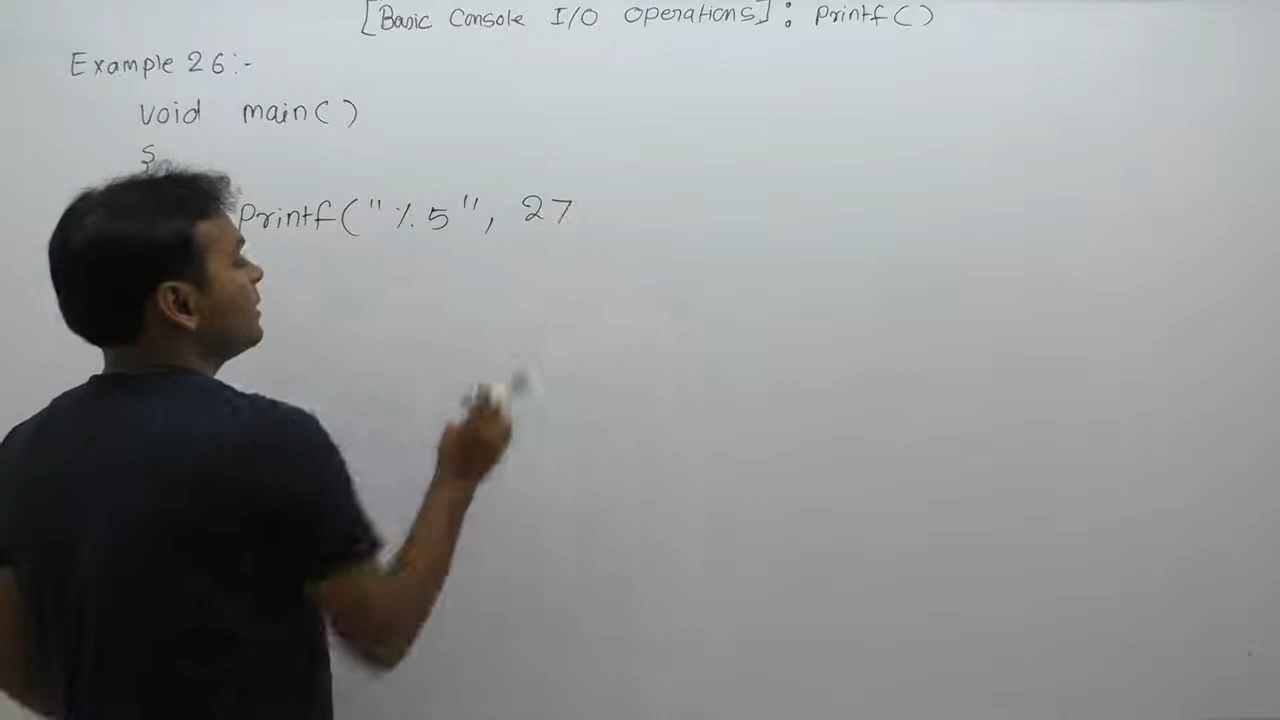 [Basic Console I/O Operations] : Printf()
Example 26:-
void main()
{
Printf("%5", 27